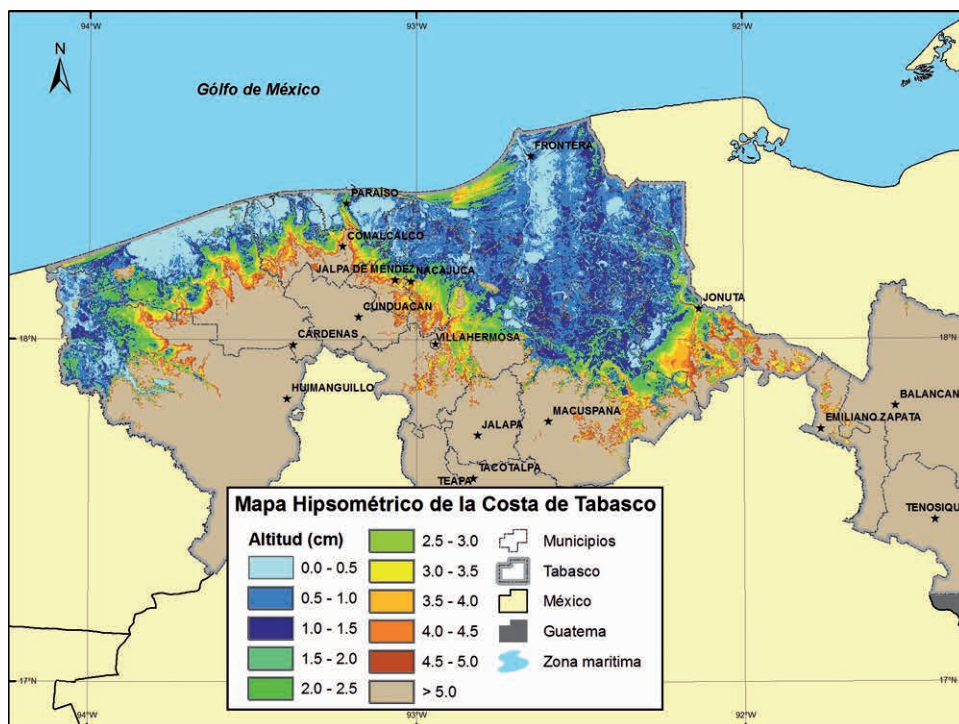 94°W
93°W
92°W
N
Gólfo de México
FRONTERA
PARAÍSO
COMALCALCO
JALPA DE MENDEZ
NACAJUCA
JONUTA
CUNDUACAN
18°N
CÁRDENAS
VILLAHERMOSA
18°N
HUIMANGUILLO
BALANCAN
MACUSPANA
EMILIANO ZAPATA
JALAPA
TACOTALPA
TEAPA
TENOSIQU
Mapa Hipsométrico de la Costa de Tabasco
Altitud (cm)
0.0 - 0.5
0.5 - 1.0
1.0 - 1.5
1.5 - 2.0
2.0 - 2.5
2.5 - 3.0
3.0 - 3.5
3.5 - 4.0
4.0 - 4.5
4.5 - 5.0
> 5.0
Municipios
Tabasco
México
Guatema
Zona maritima
17°N
17°N
94°W
93°W
92°W